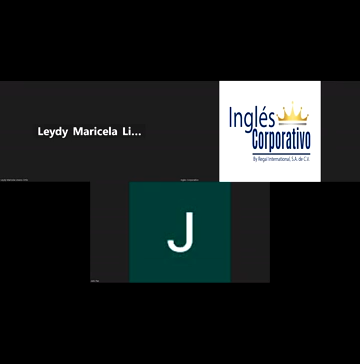 Leydy Maricela Li...
Inglés
Corporativo
By Regal International, S.A. de C.V.
J